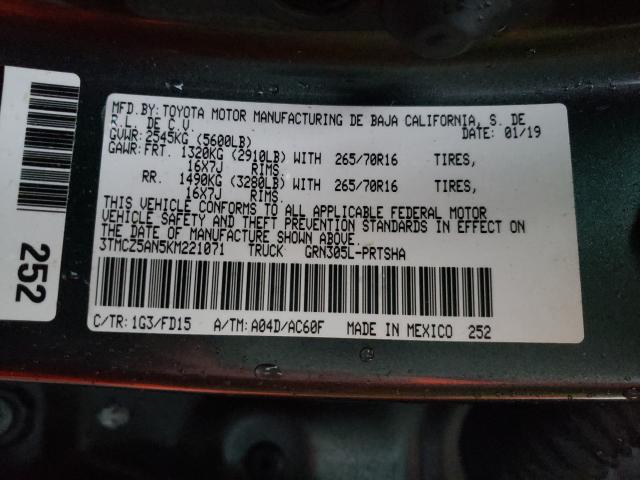 MFD.BY:TOYOTA MOTOR MANUFACTURING DE BAJA CALIFORNIA, S. DE
R.L. DE C.V. DATE: 01/19
GVWR:2545KG (5600LB)
GAWR:FRT. 1320KG (2910LB) WITH 265/70R16 TIRES,
16X7J RIMS.
RR. 1490KG (3280LB) WITH 265/70R16 TIRES,
16X7J RIMS.
THIS VEHICLE CONFORMS TO ALL APPLICABLE FEDERAL MOTOR
VEHICLE SAFETY AND THEFT PREVENTION STANDARDS IN EFFECT ON
THE DATE OF MANUFACTURE SHOWN ABOVE.
3TMCZ5AN5KM221071 TRUCK GRN305L-PRTSHA
C/TR:1G3/FD15 A/TM:A04D/AC60F MADE IN MEXICO 252
252